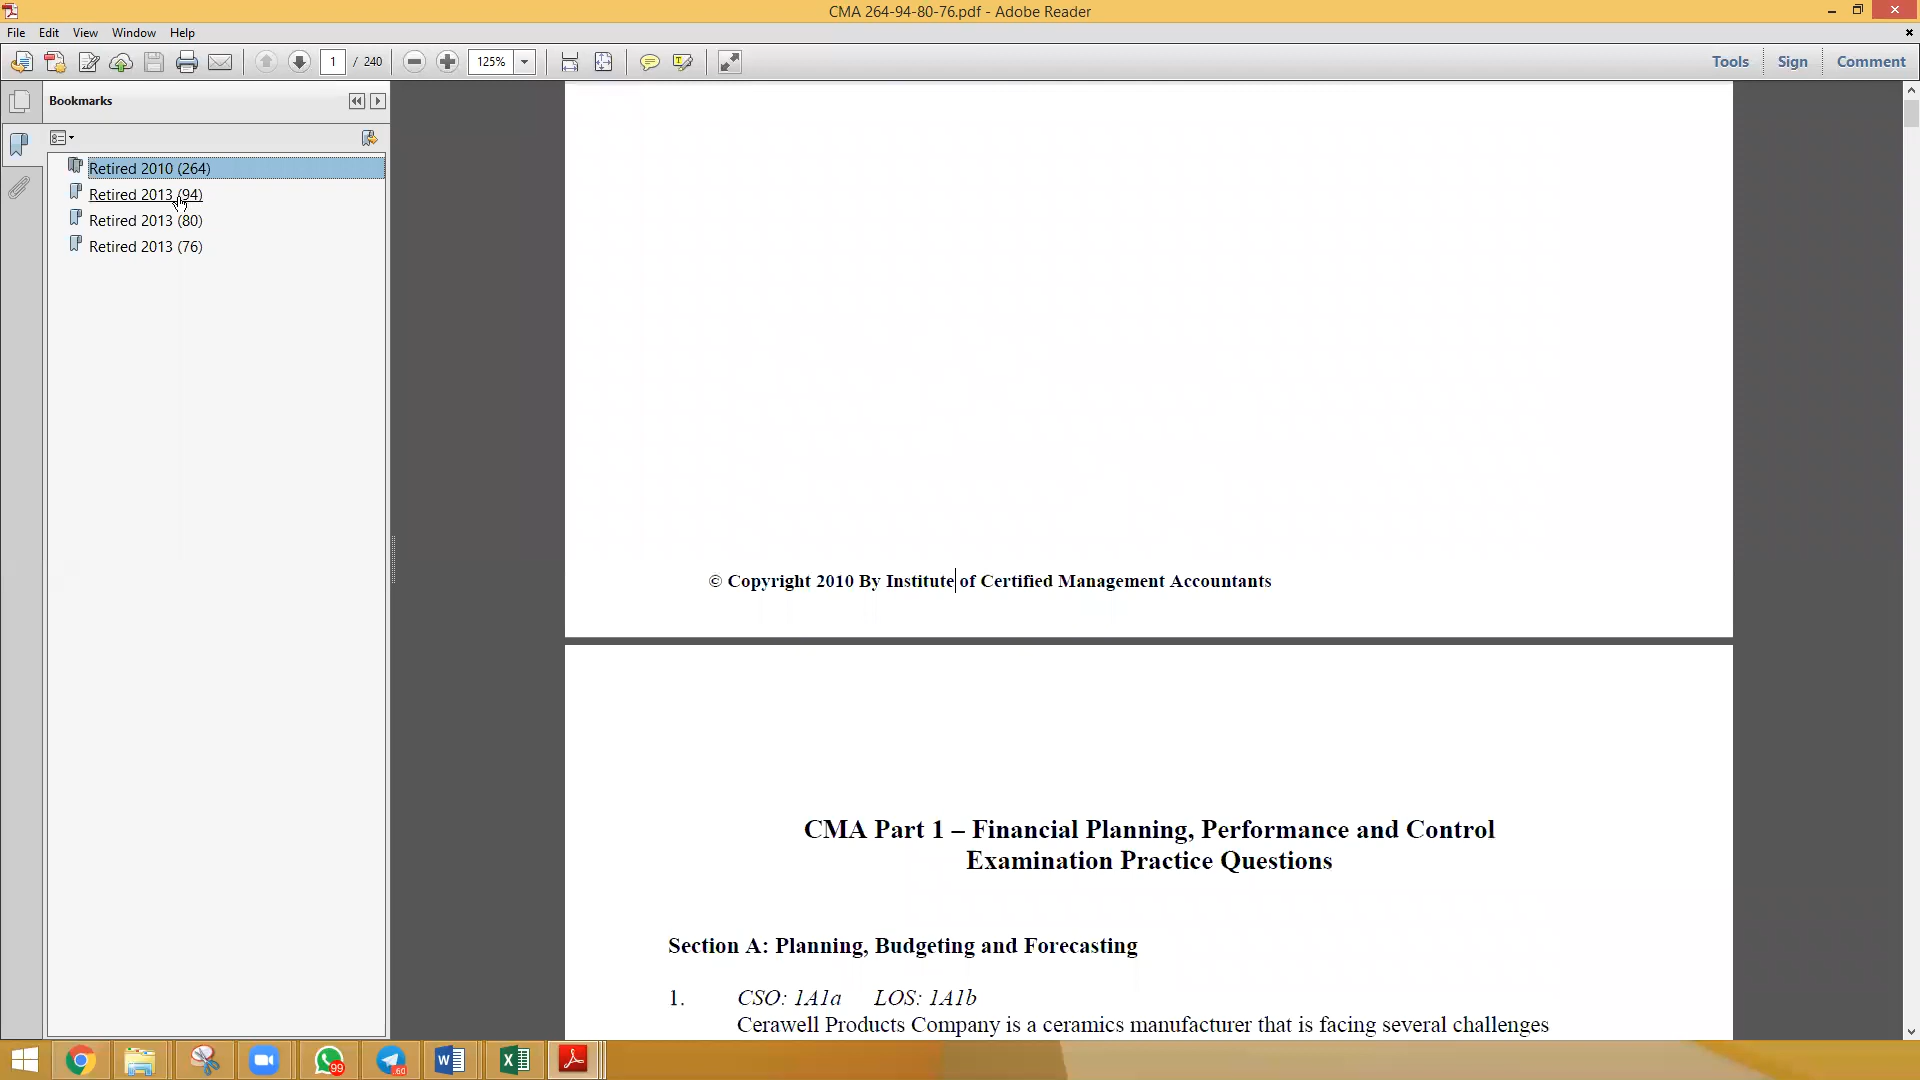 CMA 264-94-80-76.pdf - Adobe Reader
File Edit View Window Help
1 / 240 125% Tools Sign Comment
Bookmarks
Retired 2010 (264)
Retired 2013 (94)
Retired 2013 (80)
Retired 2013 (76)
© Copyright 2010 By Institute of Certified Management Accountants
CMA Part 1 – Financial Planning, Performance and Control
Examination Practice Questions
Section A: Planning, Budgeting and Forecasting
1. CSO: 1A1a LOS: 1A1b
Cerawell Products Company is a ceramics manufacturer that is facing several challenges
99
60